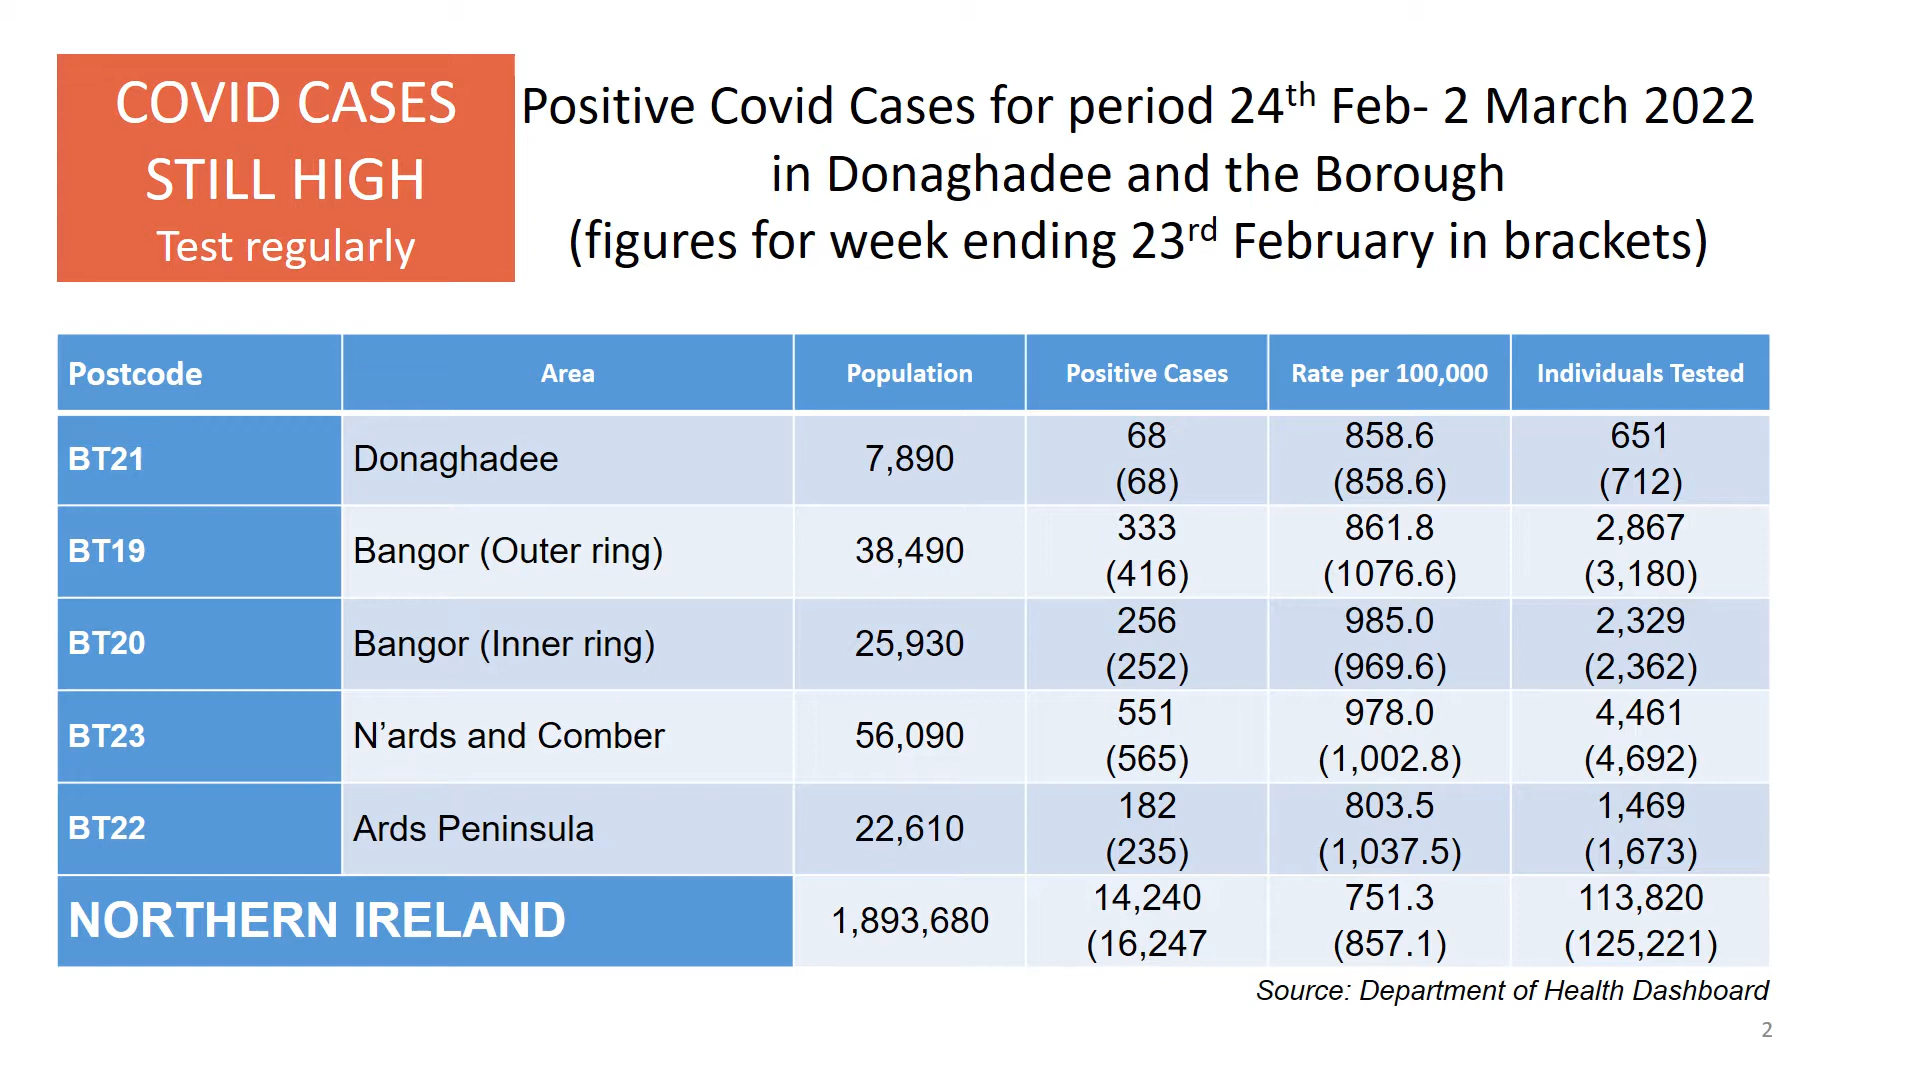 COVID CASES
STILL HIGH
Test regularly
Positive Covid Cases for period 24th Feb- 2 March 2022
in Donaghadee and the Borough
(figures for week ending 23rd February in brackets)
Postcode Area Population Positive Cases Rate per 100,000 Individuals Tested
BT21 Donaghadee 7,890 68 858.6 651
(68) (858.6) (712)
BT19 Bangor (Outer ring) 38,490 333 861.8 2,867
(416) (1076.6) (3,180)
BT20 Bangor (Inner ring) 25,930 256 985.0 2,329
(252) (969.6) (2,362)
BT23 N’ards and Comber 56,090 551 978.0 4,461
(565) (1,002.8) (4,692)
BT22 Ards Peninsula 22,610 182 803.5 1,469
(235) (1,037.5) (1,673)
NORTHERN IRELAND 1,893,680 14,240 751.3 113,820
(16,247 (857.1) (125,221)
Source: Department of Health Dashboard
2